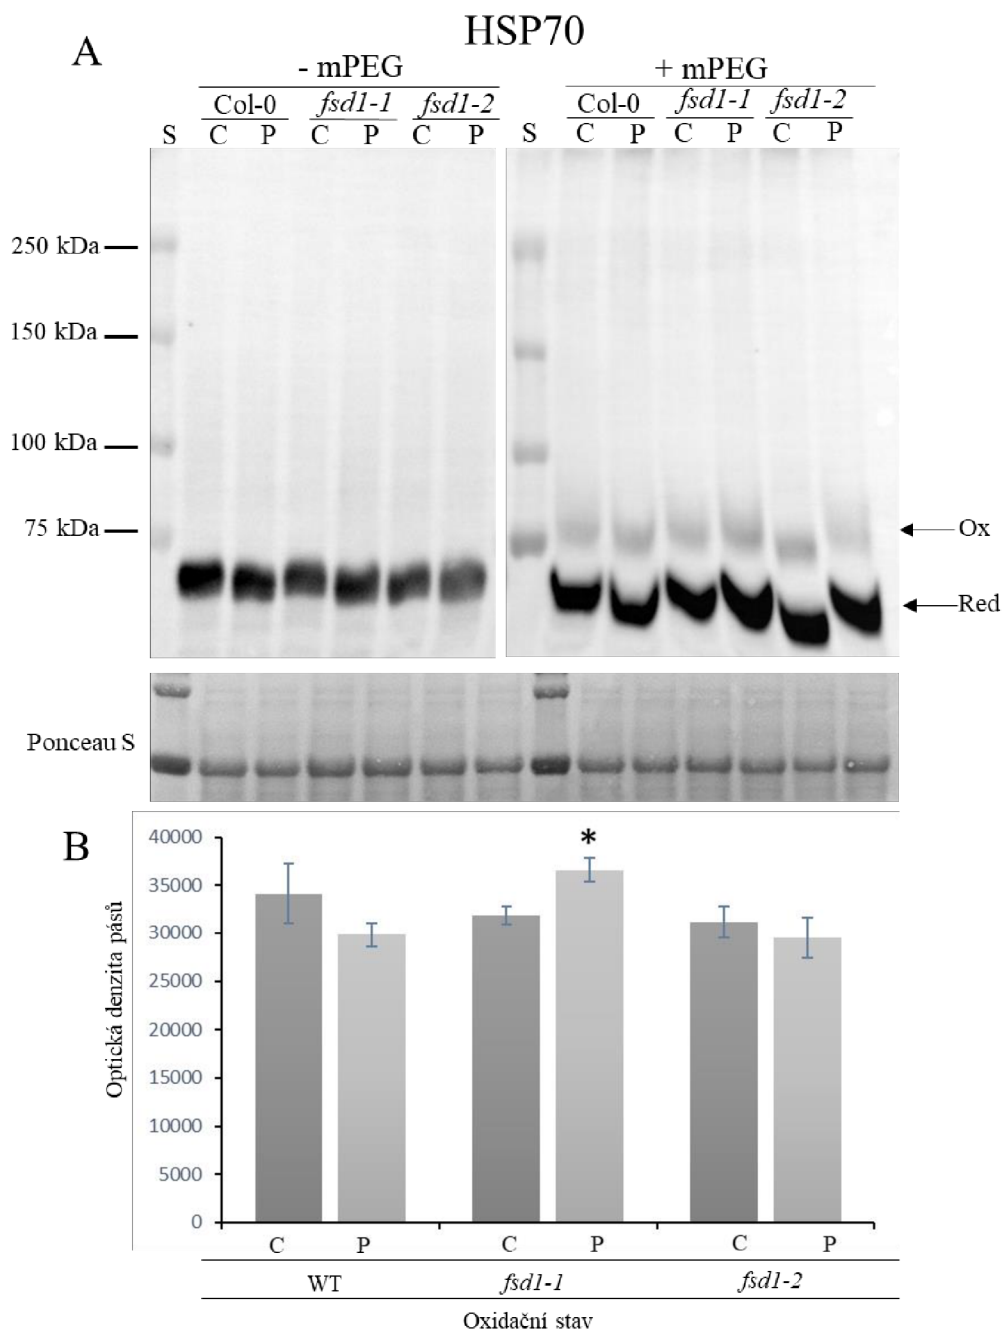 HSP70
A
- mPEG + mPEG
Col-0 fsd1-1 fsd1-2 Col-0 fsd1-1 fsd1-2
S C P C P C P S C P C P C P
250 kDa
150 kDa
100 kDa
75 kDa
Ox
Red
Ponceau S
B
*
Optická denzita pásů
40000
35000
30000
25000
20000
15000
10000
5000
0
C P C P C P
WT fsd1-1 fsd1-2
Oxidační stav